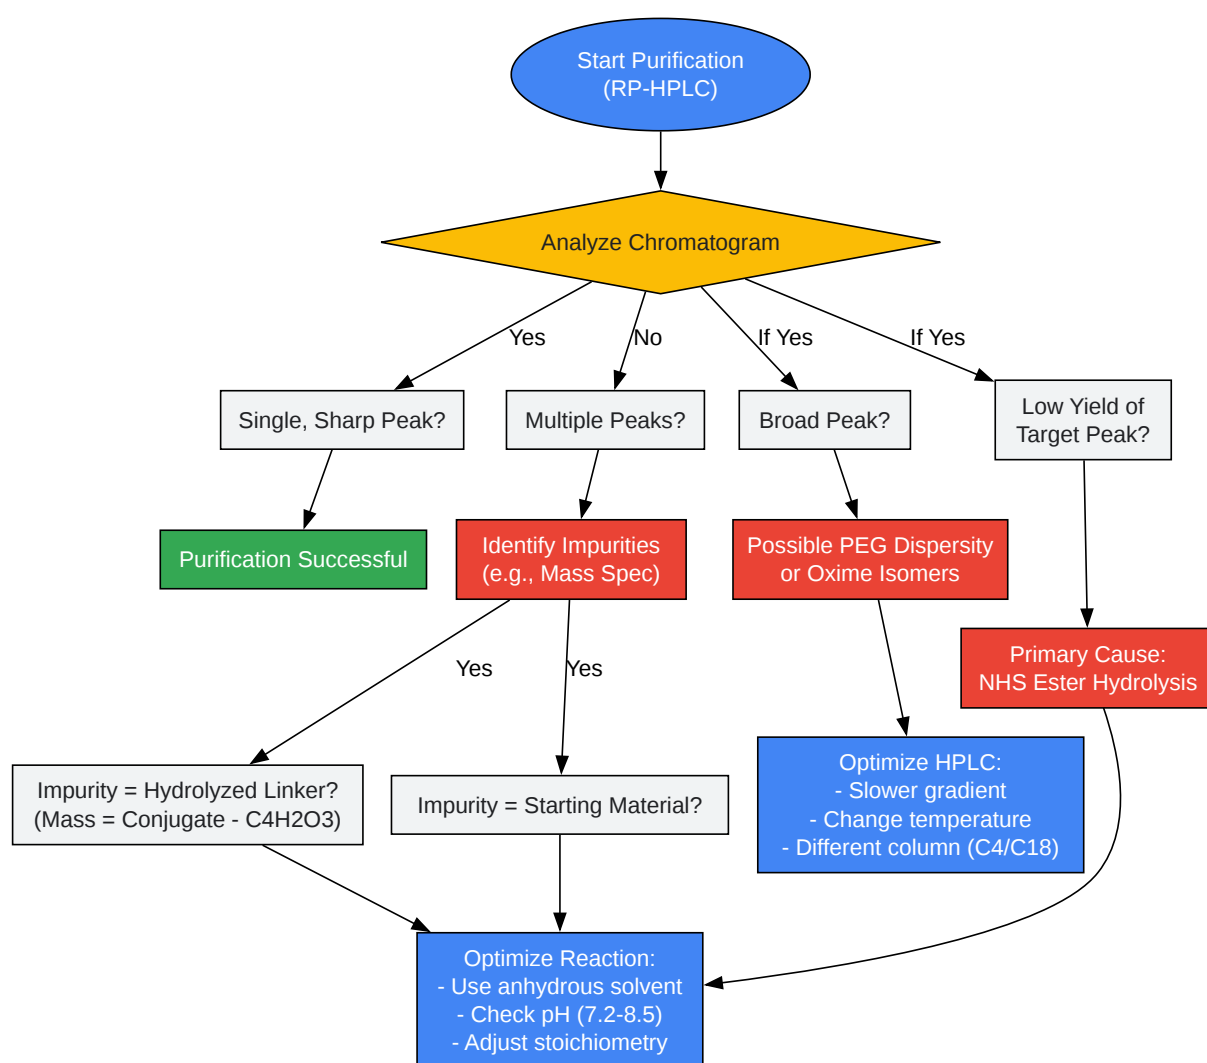 Start Purification
(RP-HPLC)
Analyze Chromatogram
Yes
No
If Yes
If Yes
Single, Sharp Peak?
Multiple Peaks?
Broad Peak?
Low Yield of
Target Peak?
Purification Successful
Identify Impurities
(e.g., Mass Spec)
Possible PEG Dispersity
or Oxime Isomers
Primary Cause:
NHS Ester Hydrolysis
Yes
Yes
Impurity = Hydrolyzed Linker?
(Mass = Conjugate - C4H2O3)
Impurity = Starting Material?
Optimize HPLC:
- Slower gradient
- Change temperature
- Different column (C4/C18)
Optimize Reaction:
- Use anhydrous solvent
- Check pH (7.2-8.5)
- Adjust stoichiometry